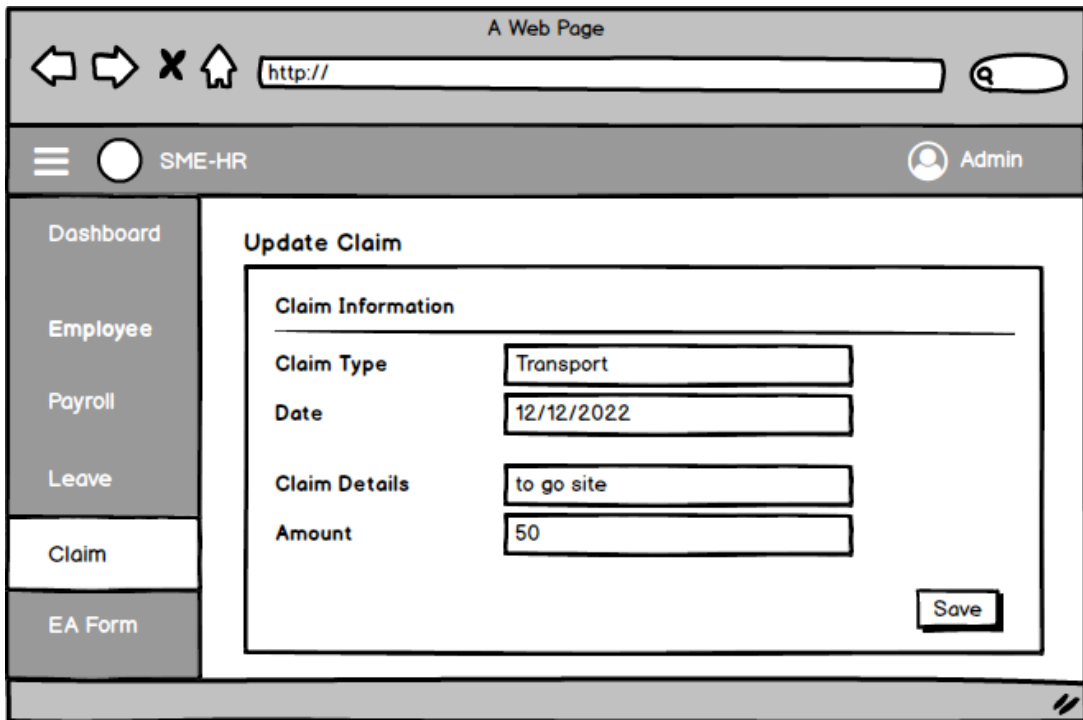 A Web Page
http://
SME-HR
Admin
Dashboard
Employee
Payroll
Leave
Claim
EA Form
Update Claim
Claim Information
Claim Type Transport
Date 12/12/2022
Claim Details to go site
Amount 50
Save